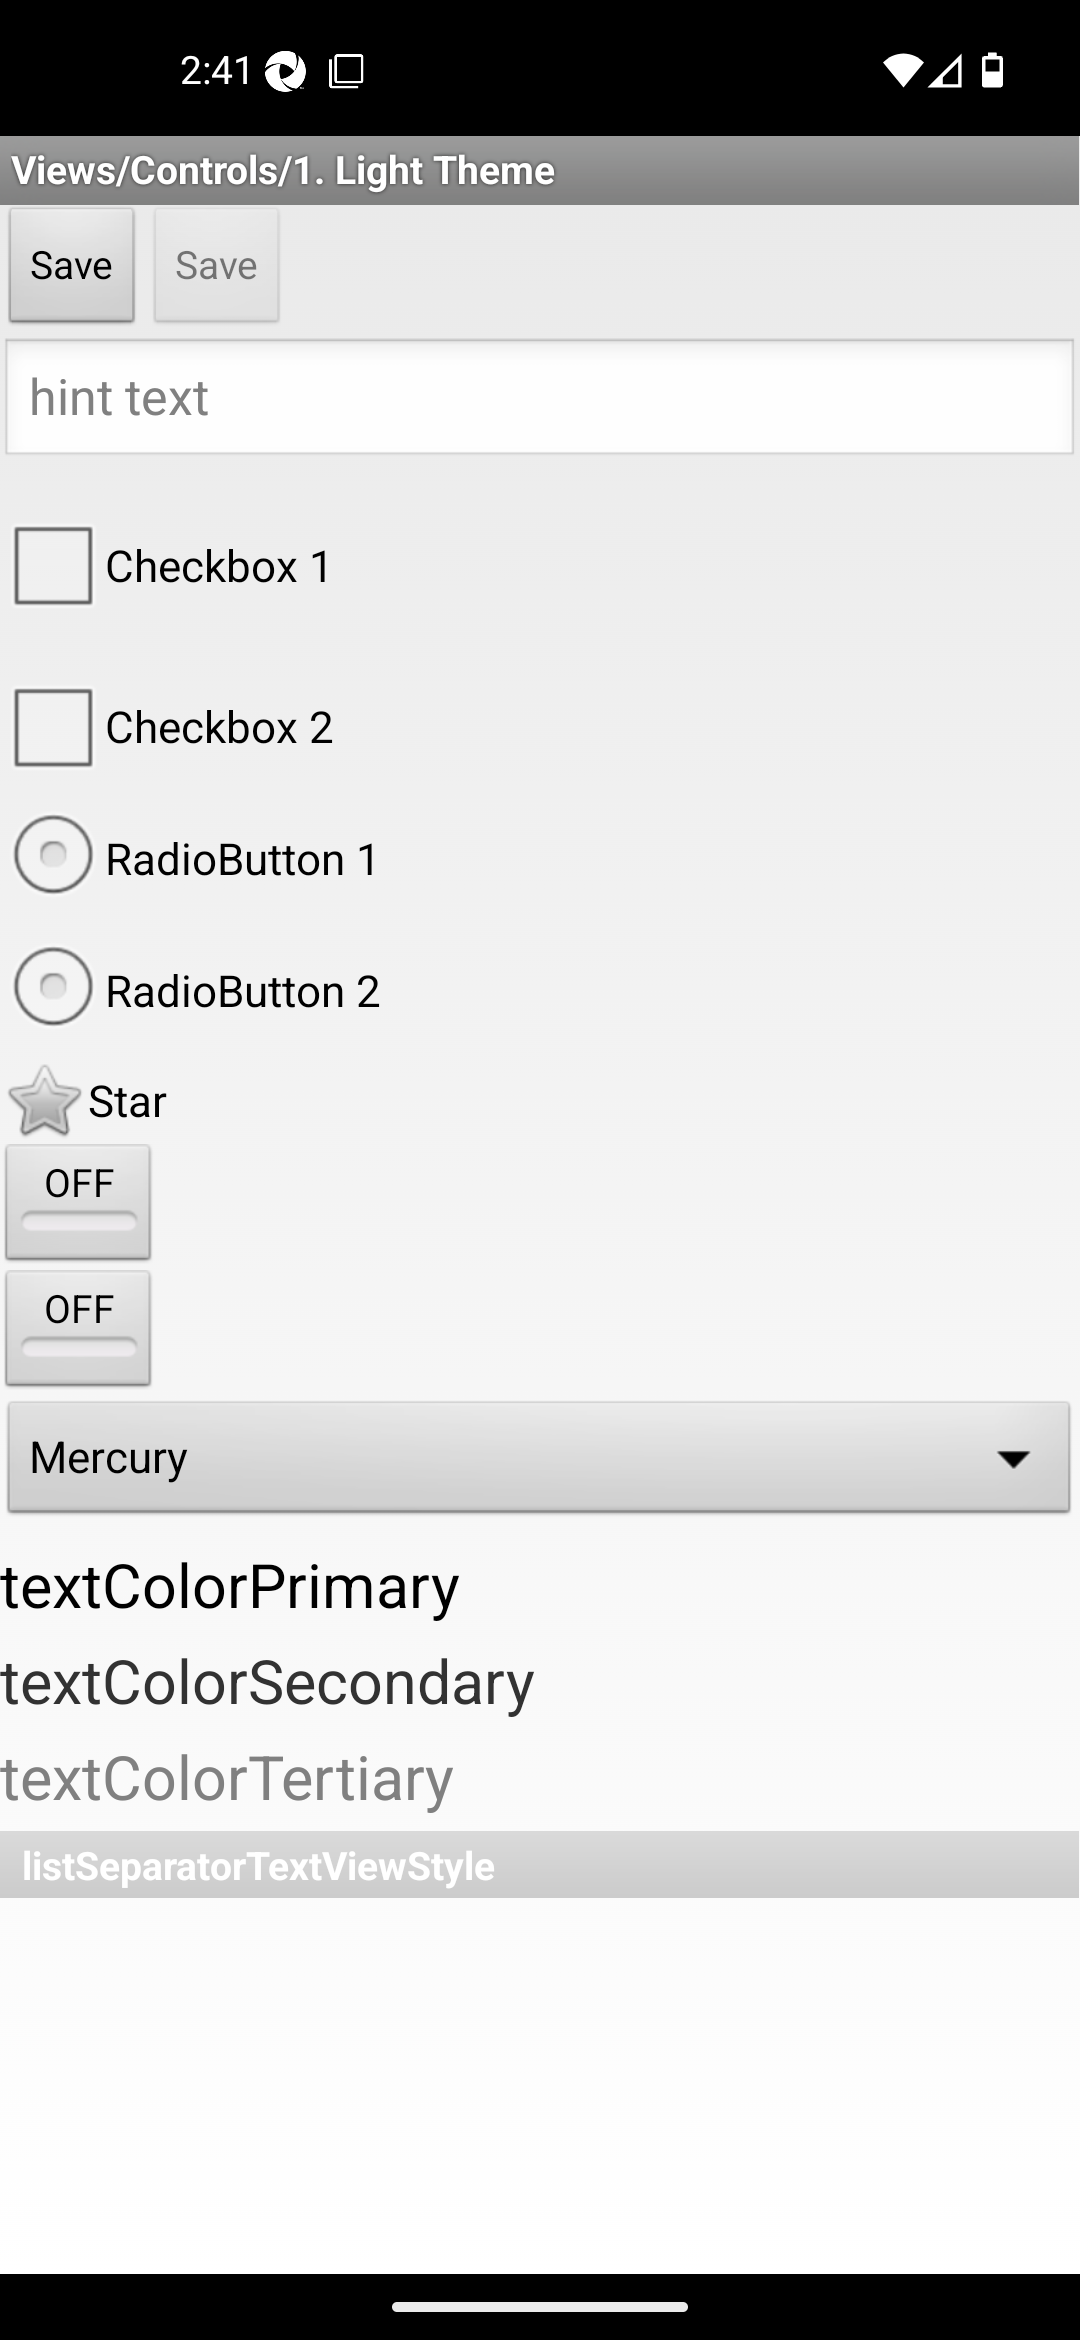 2:41
Views/Controls/1. Light Theme
Save Save
hint text
Checkbox 1
Checkbox 2
RadioButton 1
RadioButton 2
Star
OFF
OFF
Mercury
textColorPrimary
textColorSecondary
textColorTertiary
listSeparatorTextViewStyle